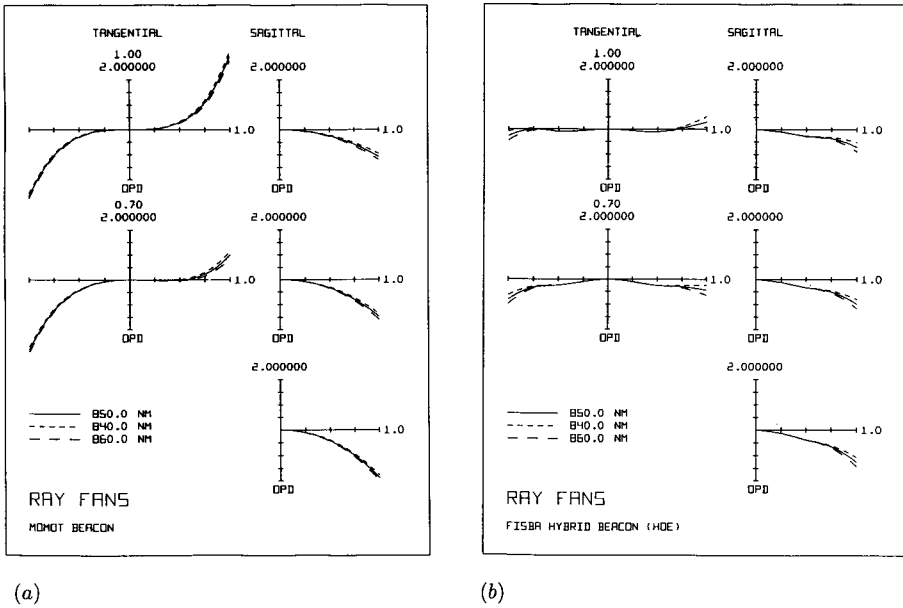 TANGENTIAL SAGITTAL
1.00
2.000000 2.000000
1.0 1.0
OPD OPD
0.70
2.000000 2.000000
1.0 1.0
OPD OPD
2.000000
1.0
OPD
850.0 NM
840.0 NM
860.0 NM
RAY FANS
MOMOT BEACON
(a)
TANGENTIAL SAGITTAL
1.00
2.000000 2.000000
1.0 1.0
OPD OPD
0.70
2.000000 2.000000
1.0 1.0
OPD OPD
2.000000
1.0
OPD
850.0 NM
840.0 NM
860.0 NM
RAY FANS
FISBA HYBRID BEACON (HOE)
(b)